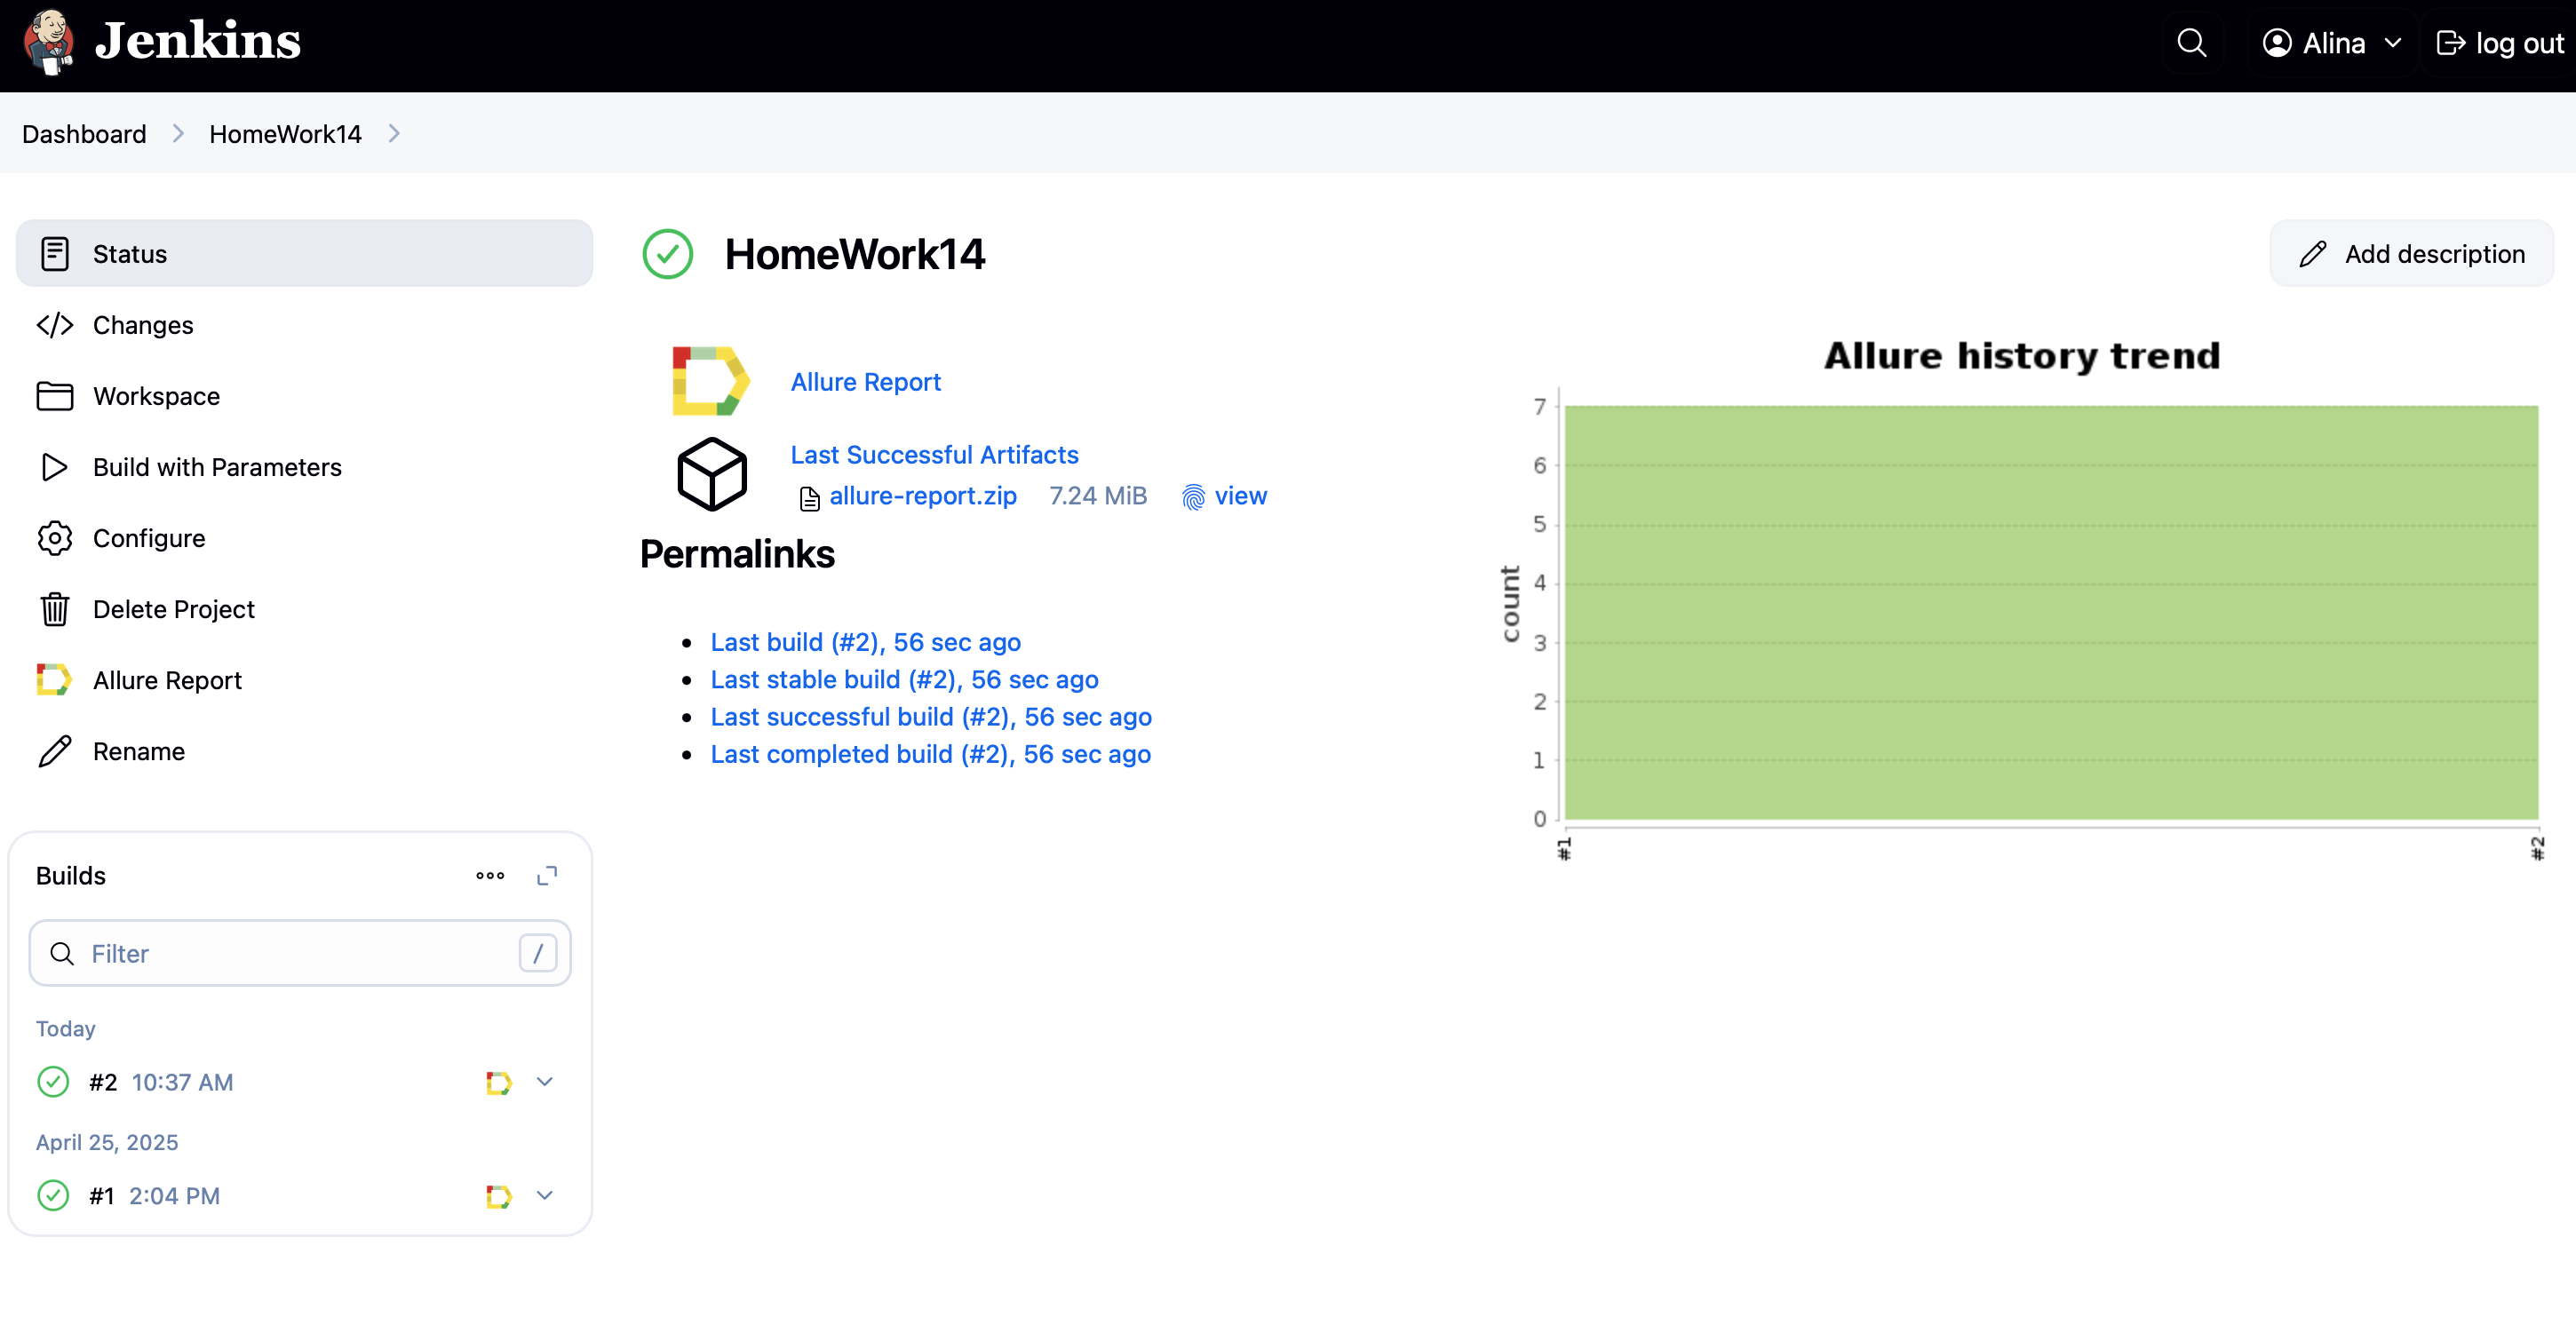 Jenkins
Alina
log out
Dashboard
HomeWork14
Status
Changes
Workspace
Build with Parameters
Configure
Delete Project
Allure Report
Rename
Builds
Filter
/
Today
#2 10:37 AM
April 25, 2025
#1 2:04 PM
HomeWork14
Add description
Allure Report
Last Successful Artifacts
allure-report.zip 7.24 MiB view
Permalinks
Last build (#2), 56 sec ago
Last stable build (#2), 56 sec ago
Last successful build (#2), 56 sec ago
Last completed build (#2), 56 sec ago
Allure history trend
count
7
6
5
4
3
2
1
0
#1
#2